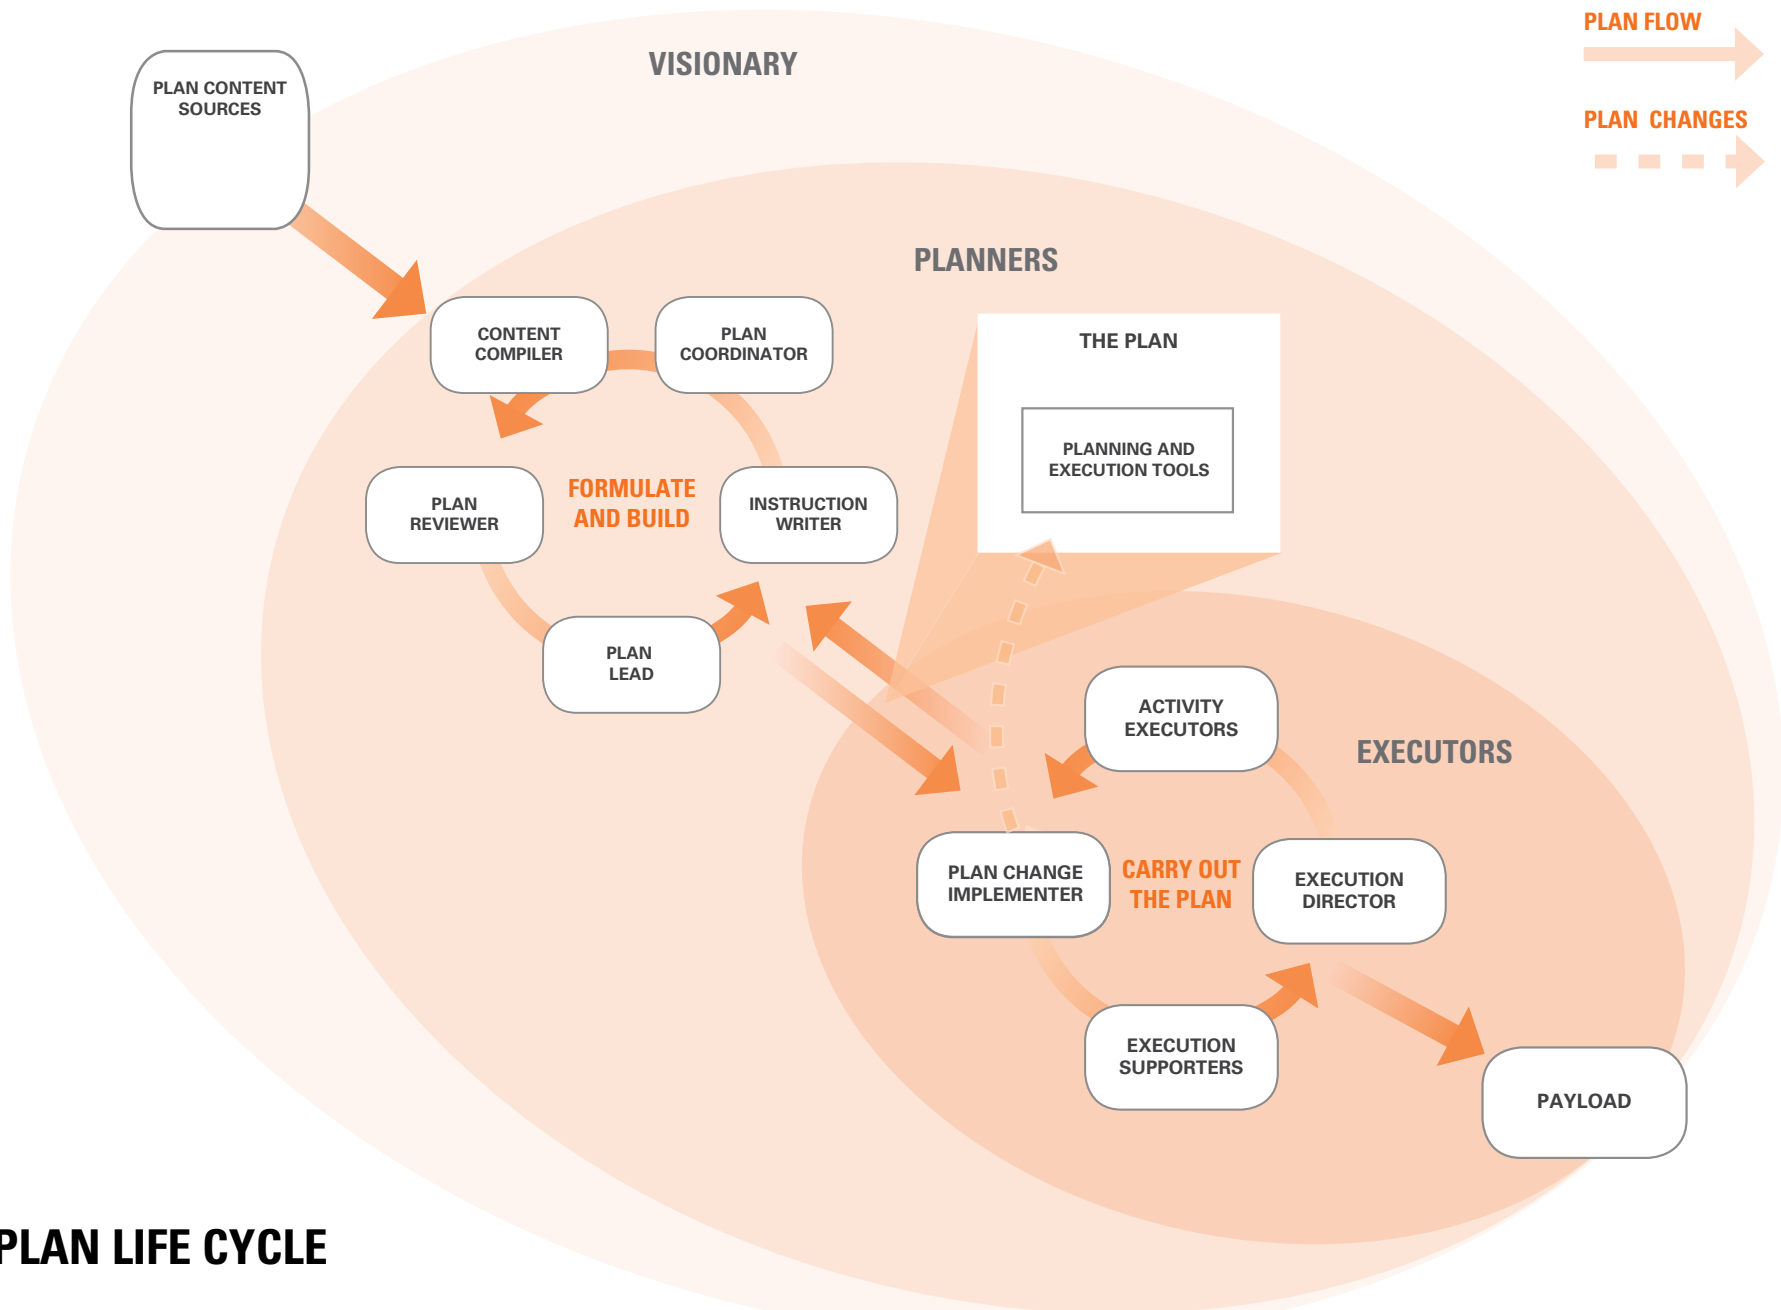 PLAN FLOW
PLAN CHANGES
VISIONARY
PLAN CONTENT
SOURCES
PLANNERS
CONTENT
COMPILER
PLAN
COORDINATOR
THE PLAN
PLANNING AND
EXECUTION TOOLS
PLAN
REVIEWER
FORMULATE
AND BUILD
INSTRUCTION
WRITER
PLAN
LEAD
ACTIVITY
EXECUTORS
EXECUTORS
PLAN CHANGE
IMPLEMENTER
CARRY OUT
THE PLAN
EXECUTION
DIRECTOR
EXECUTION
SUPPORTERS
PAYLOAD
PLAN LIFE CYCLE